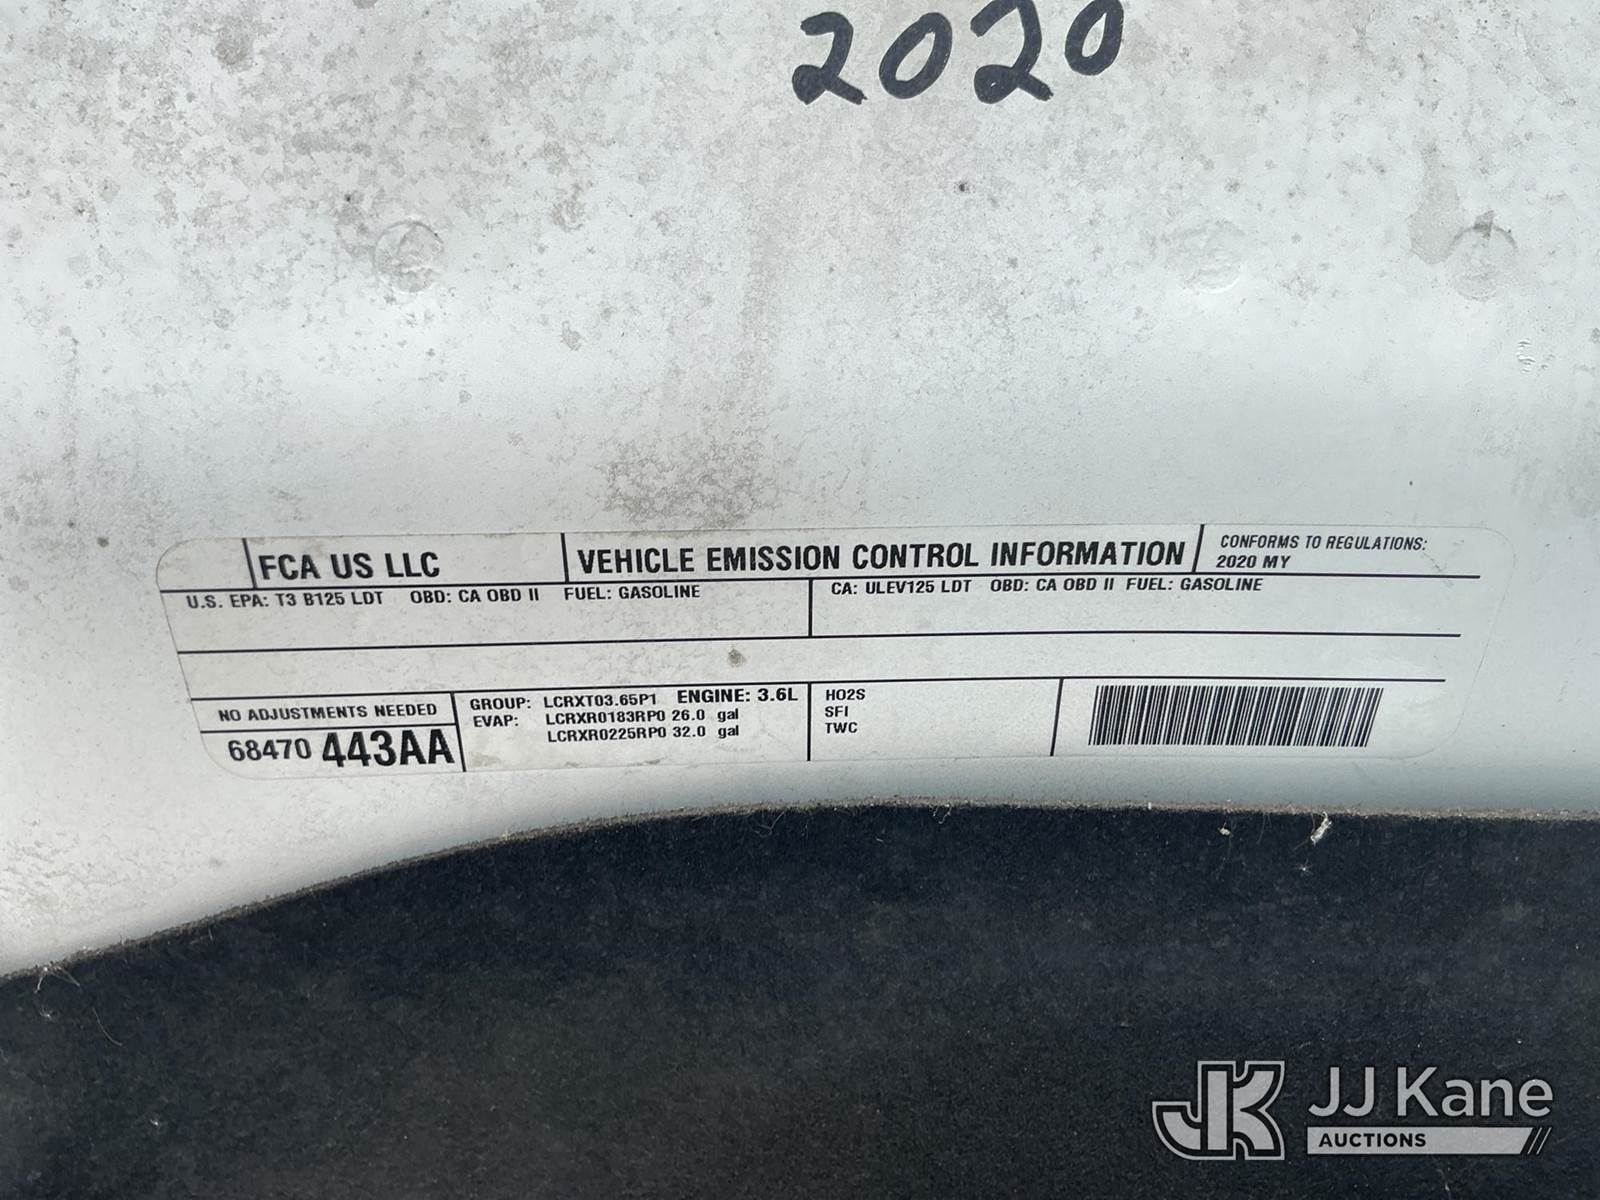 2020
FCA US LLC
VEHICLE EMISSION CONTROL INFORMATION
CONFORMS TO REGULATIONS:
2020 MY
U.S. EPA: T3 B125 LDT OBD: CA OBD II FUEL: GASOLINE
CA: ULEV125 LDT OBD: CA OBD II FUEL: GASOLINE
NO ADJUSTMENTS NEEDED
68470 443AA
GROUP: LCRXT03.65P1 ENGINE: 3.6L
EVAP: LCRXR0183RP0 26.0 gal
LCRXR0225RP0 32.0 gal
HO2S
SFI
TWC
JK JJ Kane
AUCTIONS